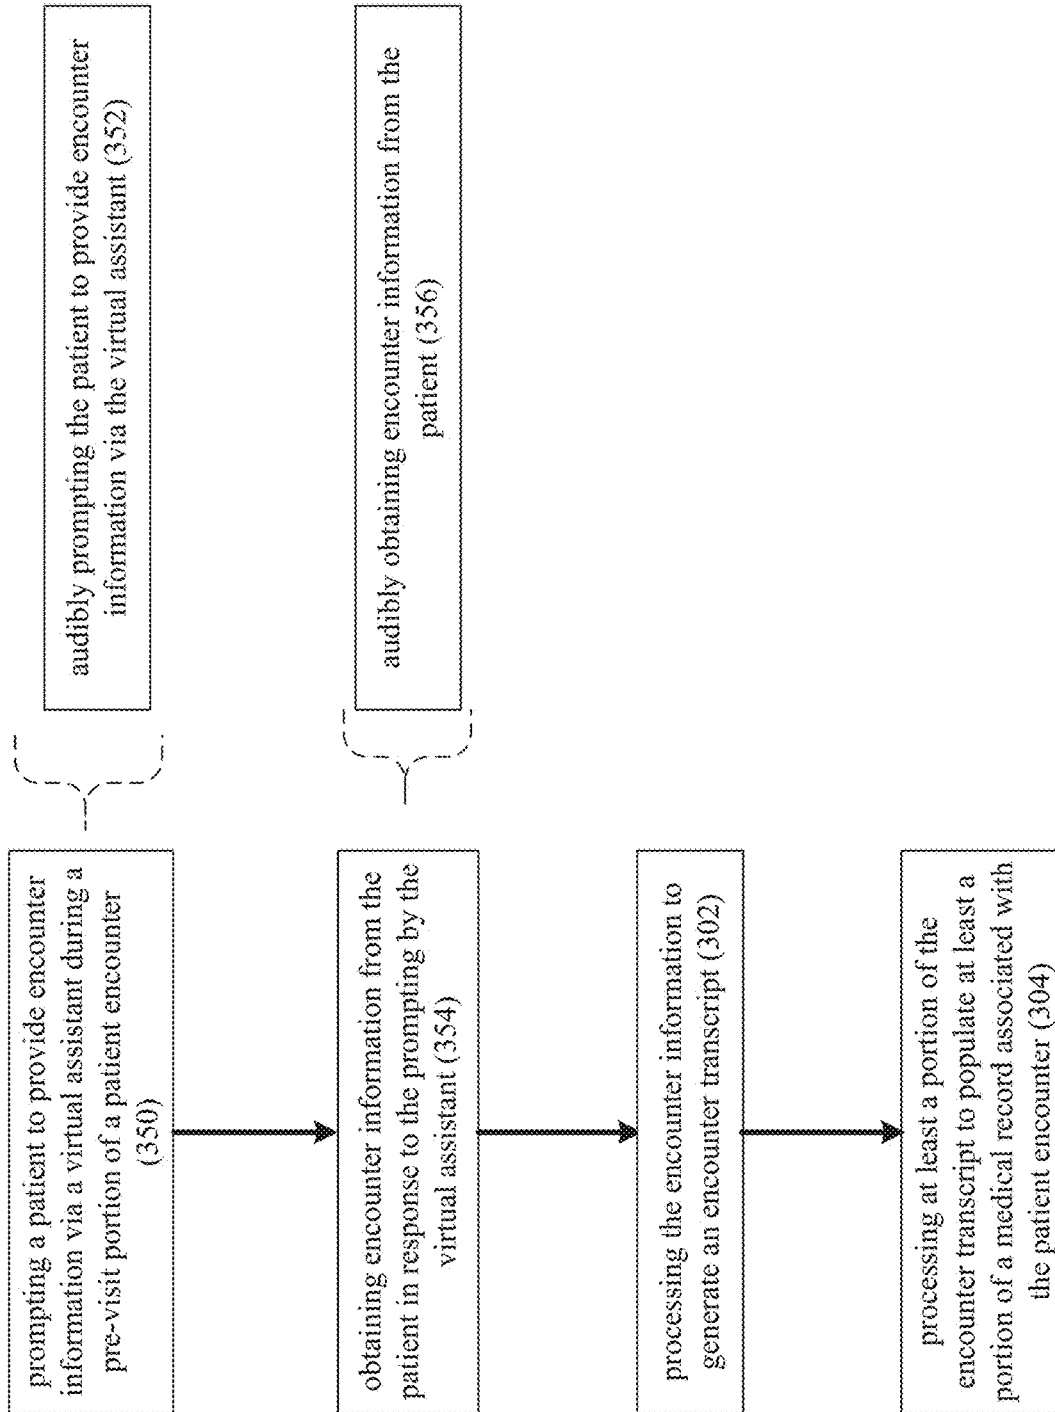 prompting a patient to provide encounter
information via a virtual assistant during a
pre-visit portion of a patient encounter
(350)
audibly prompting the patient to provide encounter
information via the virtual assistant (352)
obtaining encounter information from the
patient in response to the prompting by the
virtual assistant (354)
audibly obtaining encounter information from the
patient (356)
processing the encounter information to
generate an encounter transcript (302)
processing at least a portion of the
encounter transcript to populate at least a
portion of a medical record associated with
the patient encounter (304)